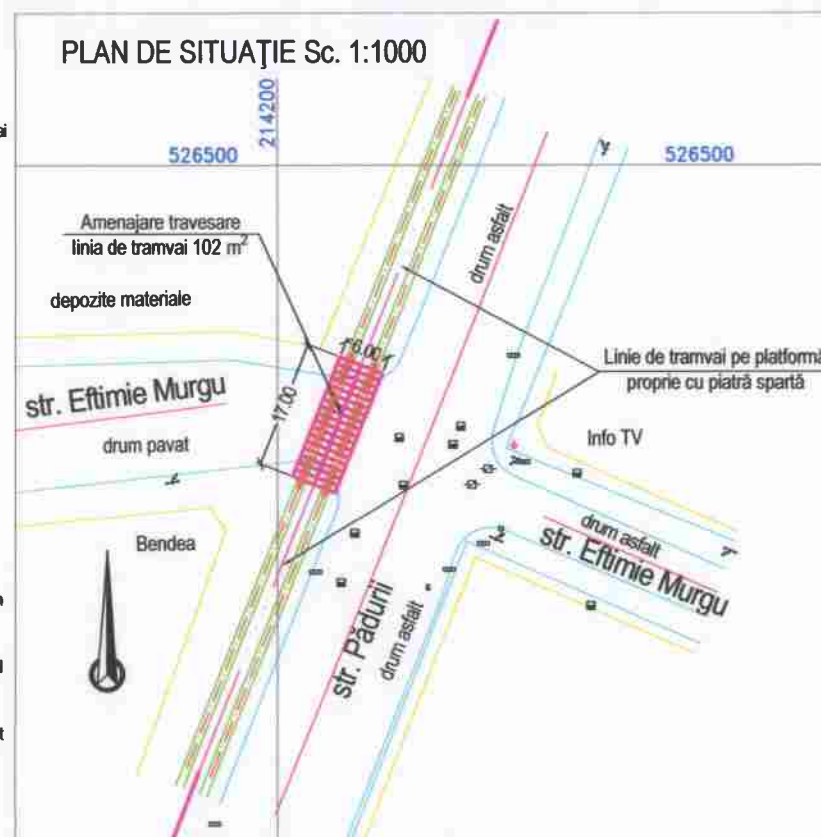 PLAN DE SITUAŢIE Sc. 1:1000
214200
526500
526500
Amenajare travesare
linia de tramvai 102 m²
depozite materiale
drum asfalt
6.00
17.00
Linie de tramvai pe platformă
proprie cu piatră spartă
str. Eftimie Murgu
drum pavat
Info TV
Bendea
drum asfalt
str. Eftimie Murgu
str. Pădurii
drum asfalt